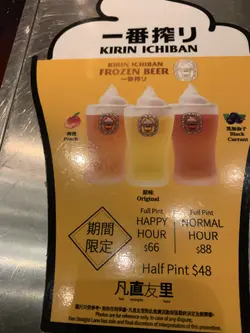 一番搾り
KIRIN ICHIBAN
KIRIN ICHIBAN
FROZEN BEER
一番搾り
Peach
Black
Currant
原味
Original
期間
限定
Full Pint
HAPPY
HOUR
$66
Full Pint
NORMAL
HOUR
$88
Half Pint $48
凡直友里